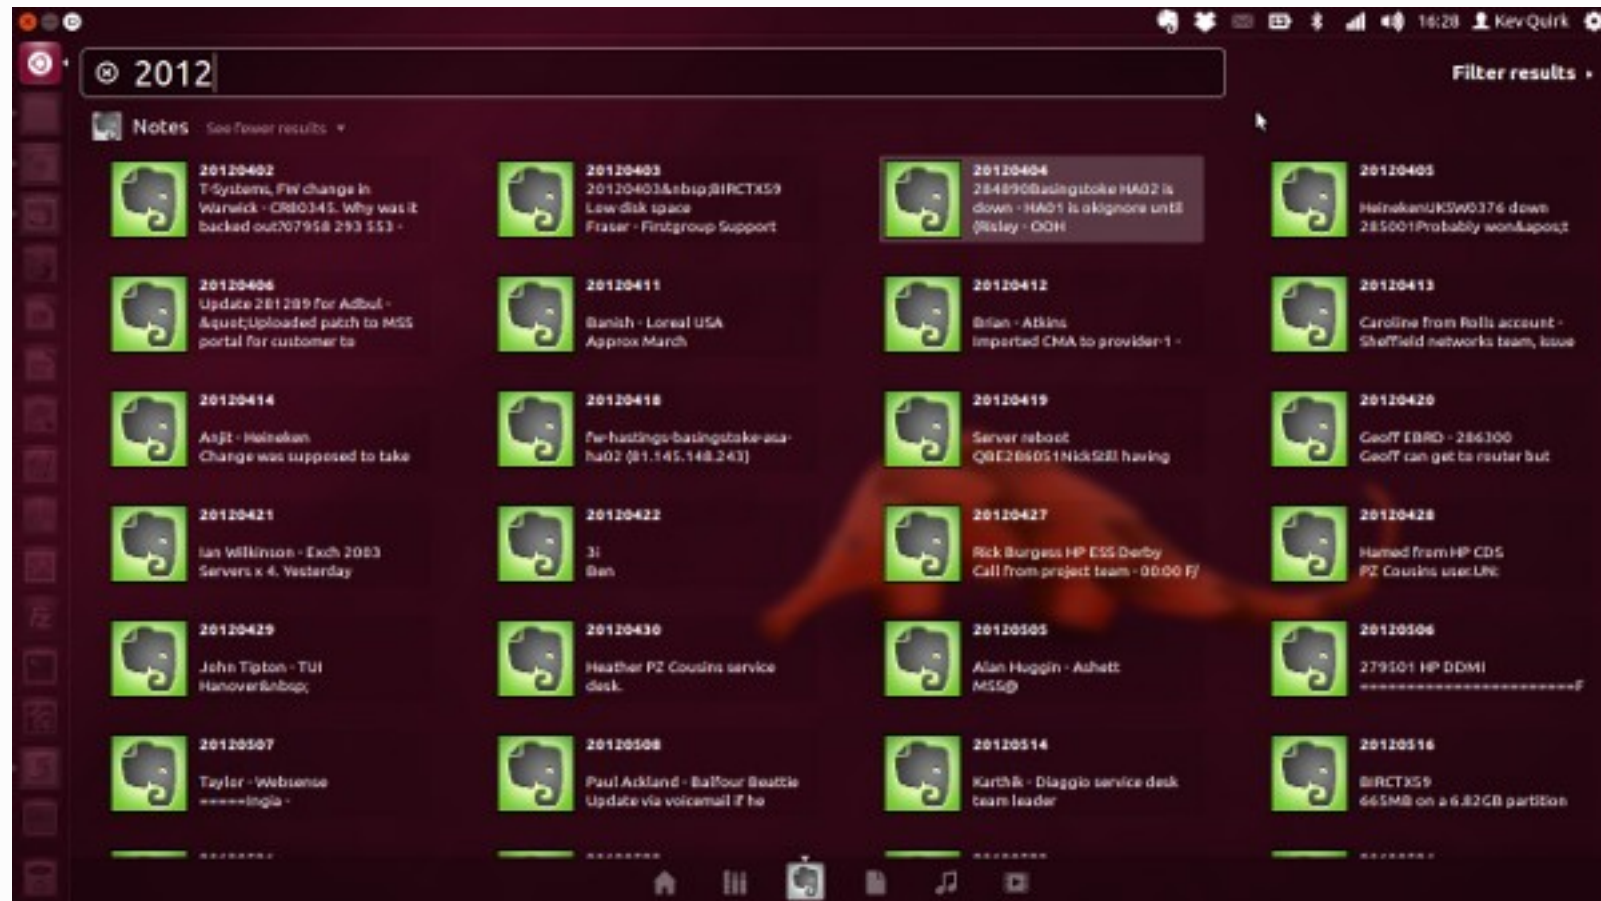 16:28 Kev Quirk
2012
Filter results
Notes See fewer results
20120402
T-Systems, FW change in
Warwick - CR80345. Why was it
backed out?07958 293 553 -
20120403
20120403&nbsp;BIRCTX59
Low disk space
Fraser - Firstgroup Support
20120404
284890Basingstoke HA02 is
down - HA01 is okignore until
(Risley - OOH
20120405
HeinekenUKSW0376 down
285001Probably won&apos;t
20120406
Update 281289 for Adbul -
&quot;Uploaded patch to MSS
portal for customer to
20120411
Banish - Loreal USA
Approx March
20120412
Brian - Atkins
Imported CMA to provider-1 -
20120413
Caroline from Rolls account -
Sheffield networks team, issue
20120414
Anjit - Heineken
Change was supposed to take
20120418
fw-hastings-basingstoke-asa-
ha02 (81.145.148.243)
20120419
Server reboot
QBE286051NickStill having
20120420
Geoff EBRD - 286300
Geoff can get to router but
20120421
Ian Wilkinson - Exch 2003
Servers x 4. Yesterday
20120422
3i
Ben
20120427
Rick Burgess HP ESS Derby
Call from project team - 00:00 F/
20120428
Hamed from HP CDS
PZ Cousins user.UN:
20120429
John Tipton - TUI
Hanover&nbsp;
20120430
Heather PZ Cousins service
desk.
20120505
Alan Huggin - Ashett
MSS@
20120506
279501 HP DDMI
20120507
Taylor - Websense
=====Ingia -
20120508
Paul Ackland - Balfour Beattie
Update via voicemail if he
20120514
Karthik - Diaggio service desk
team leader
20120516
BIRCTX59
665MB on a 6.82GB partition